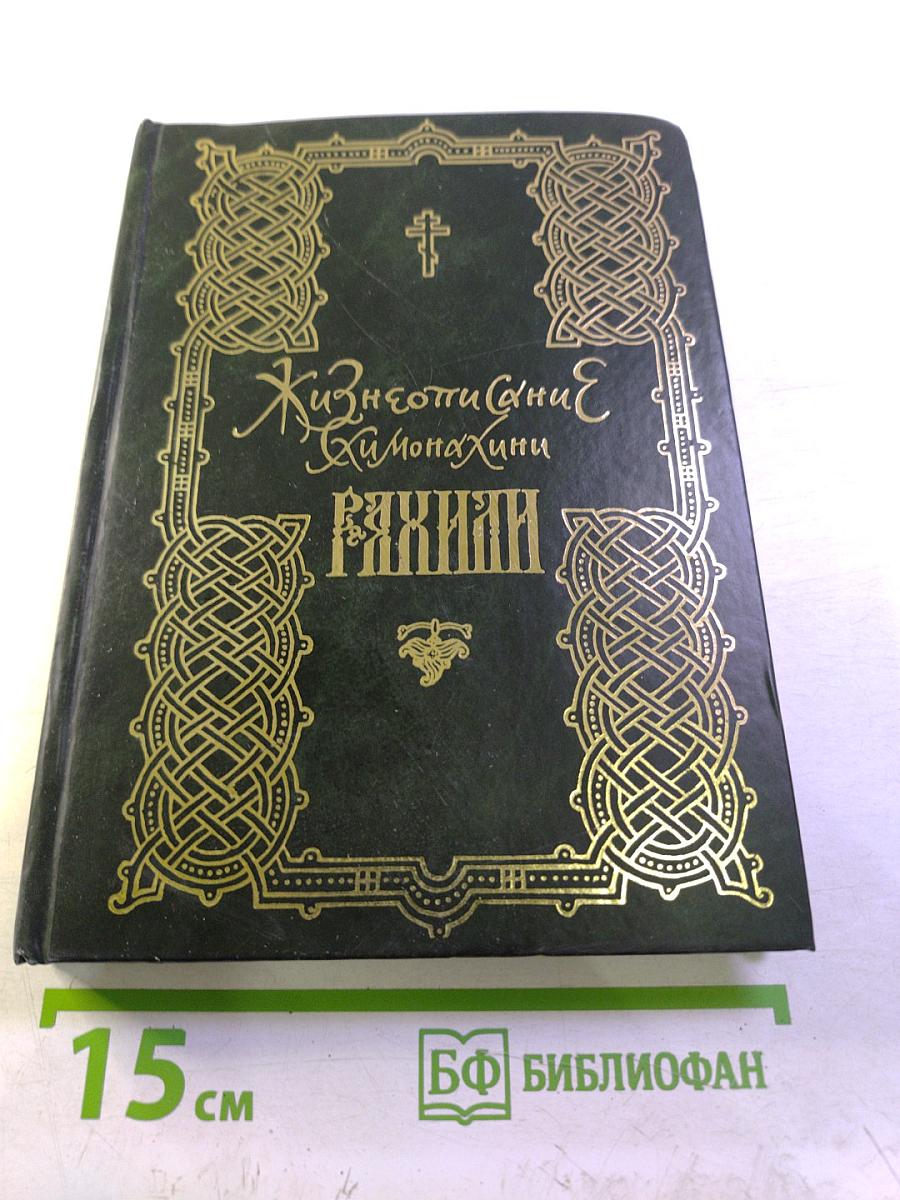 Жизнеописание
Схимонахини
РАХИЛИ
15 см
БФ БИБЛИОФАН